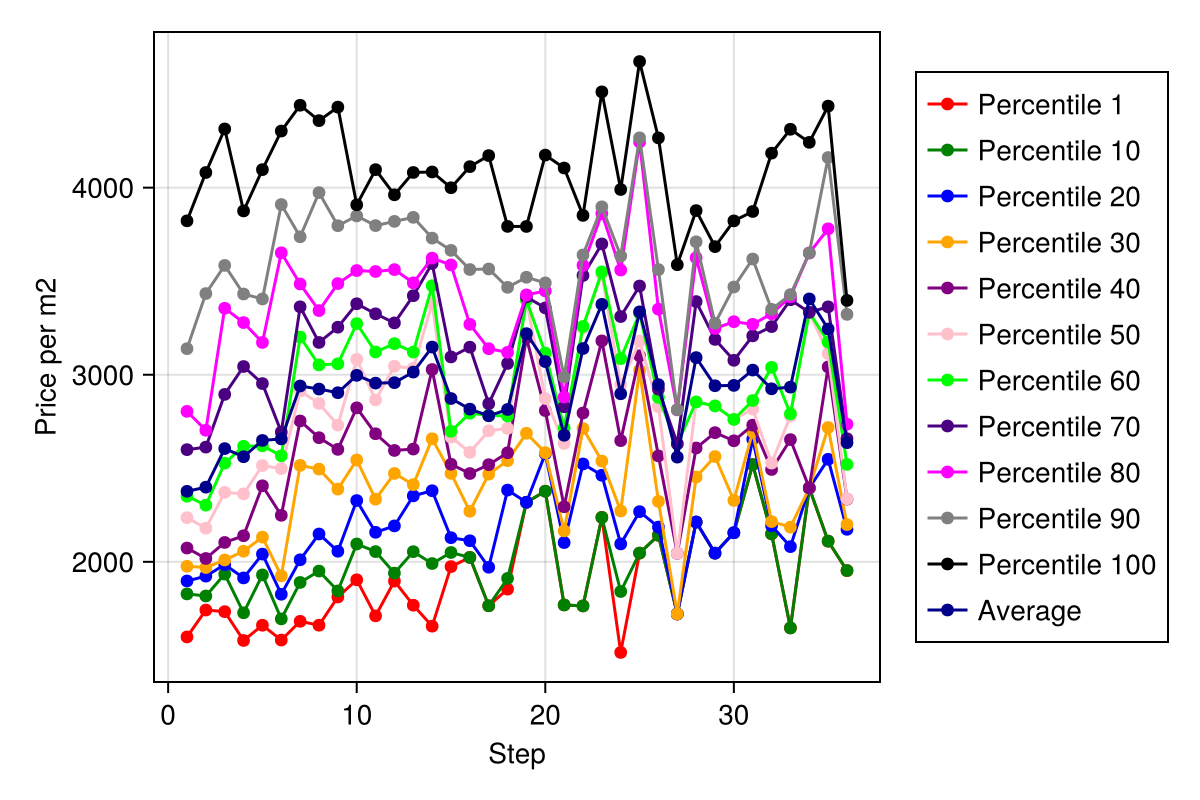 4000
3000
2000
0
10
20
30
Price per m2
Step
Percentile 1
Percentile 10
Percentile 20
Percentile 30
Percentile 40
Percentile 50
Percentile 60
Percentile 70
Percentile 80
Percentile 90
Percentile 100
Average